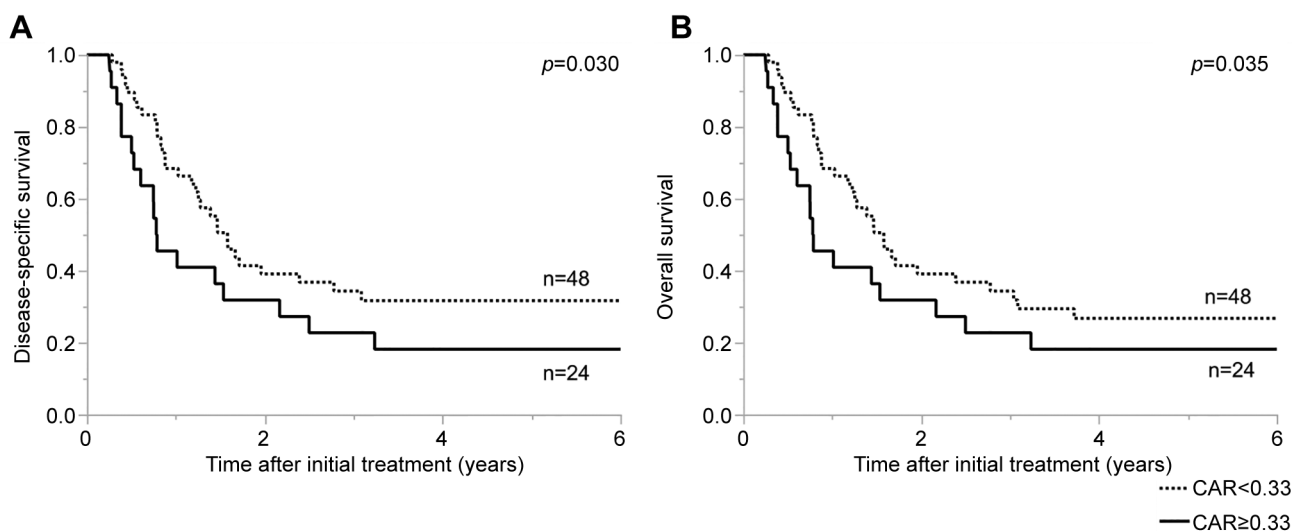 A
p=0.030
Disease-specific survival
1.0
0.8
0.6
0.4
0.2
0.0
n=48
n=24
0 2 4 6
Time after initial treatment (years)
B
p=0.035
Overall survival
1.0
0.8
0.6
0.4
0.2
0.0
n=48
n=24
0 2 4 6
Time after initial treatment (years)
CAR<0.33
CAR≥0.33